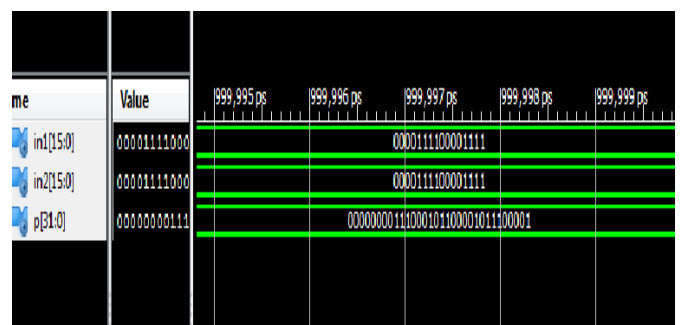 me Value 999,995 ps 999,996 ps 999,997 ps 999,998 ps 999,999 ps
in1[15:0] 00001111000 0000111100001111
in2[15:0] 00001111000 0000111100001111
p[31:0] 00000000111 00000000111000101100001011100001